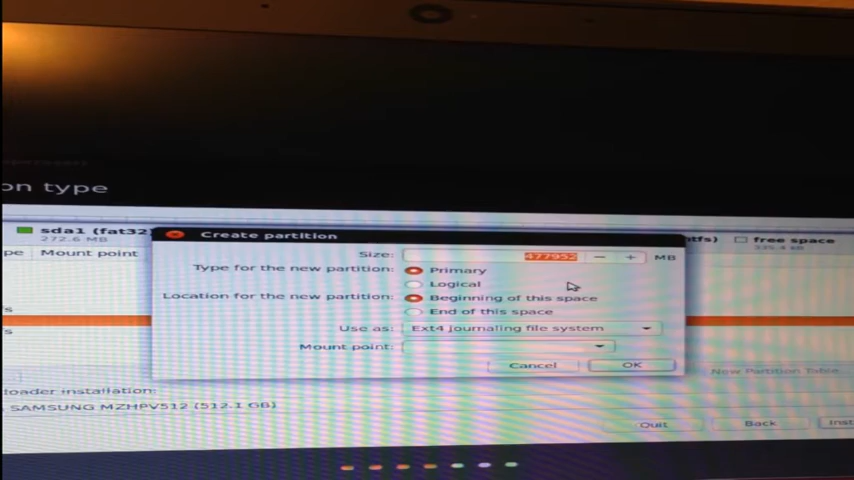 on type
sda1 (fat32
272.6 MB
tfs)
free space
pe Mount point
Create partition
Size: 477952 − + MB
Type for the new partition: Primary
Logical
Location for the new partition: Beginning of this space
End of this space
Use as: Ext4 journaling file system
Mount point:
Cancel OK
New Partition Table
loader installation:
SAMSUNG MZHPV512 (512.1 GB)
Quit Back Inst